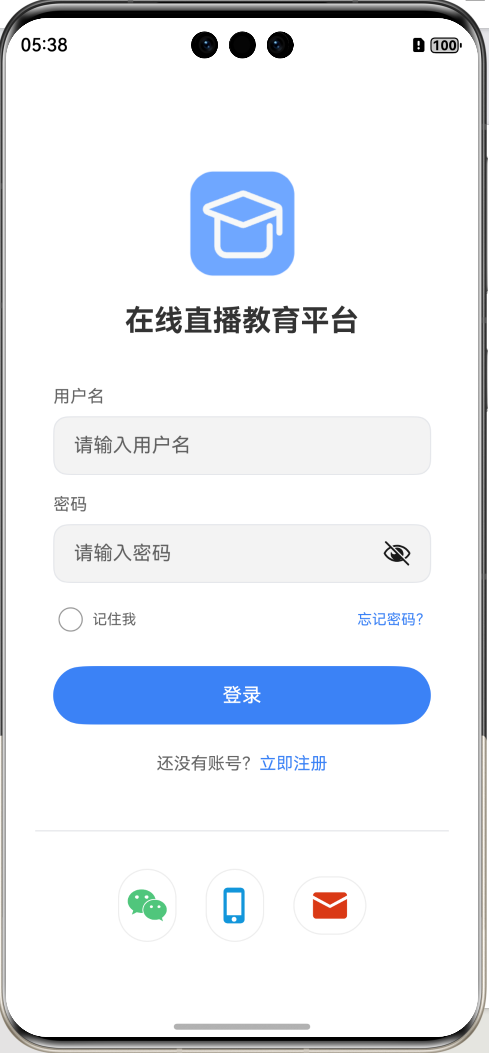 05:38
100
在线直播教育平台
用户名
请输入用户名
密码
请输入密码
记住我 忘记密码？
登录
还没有账号？立即注册